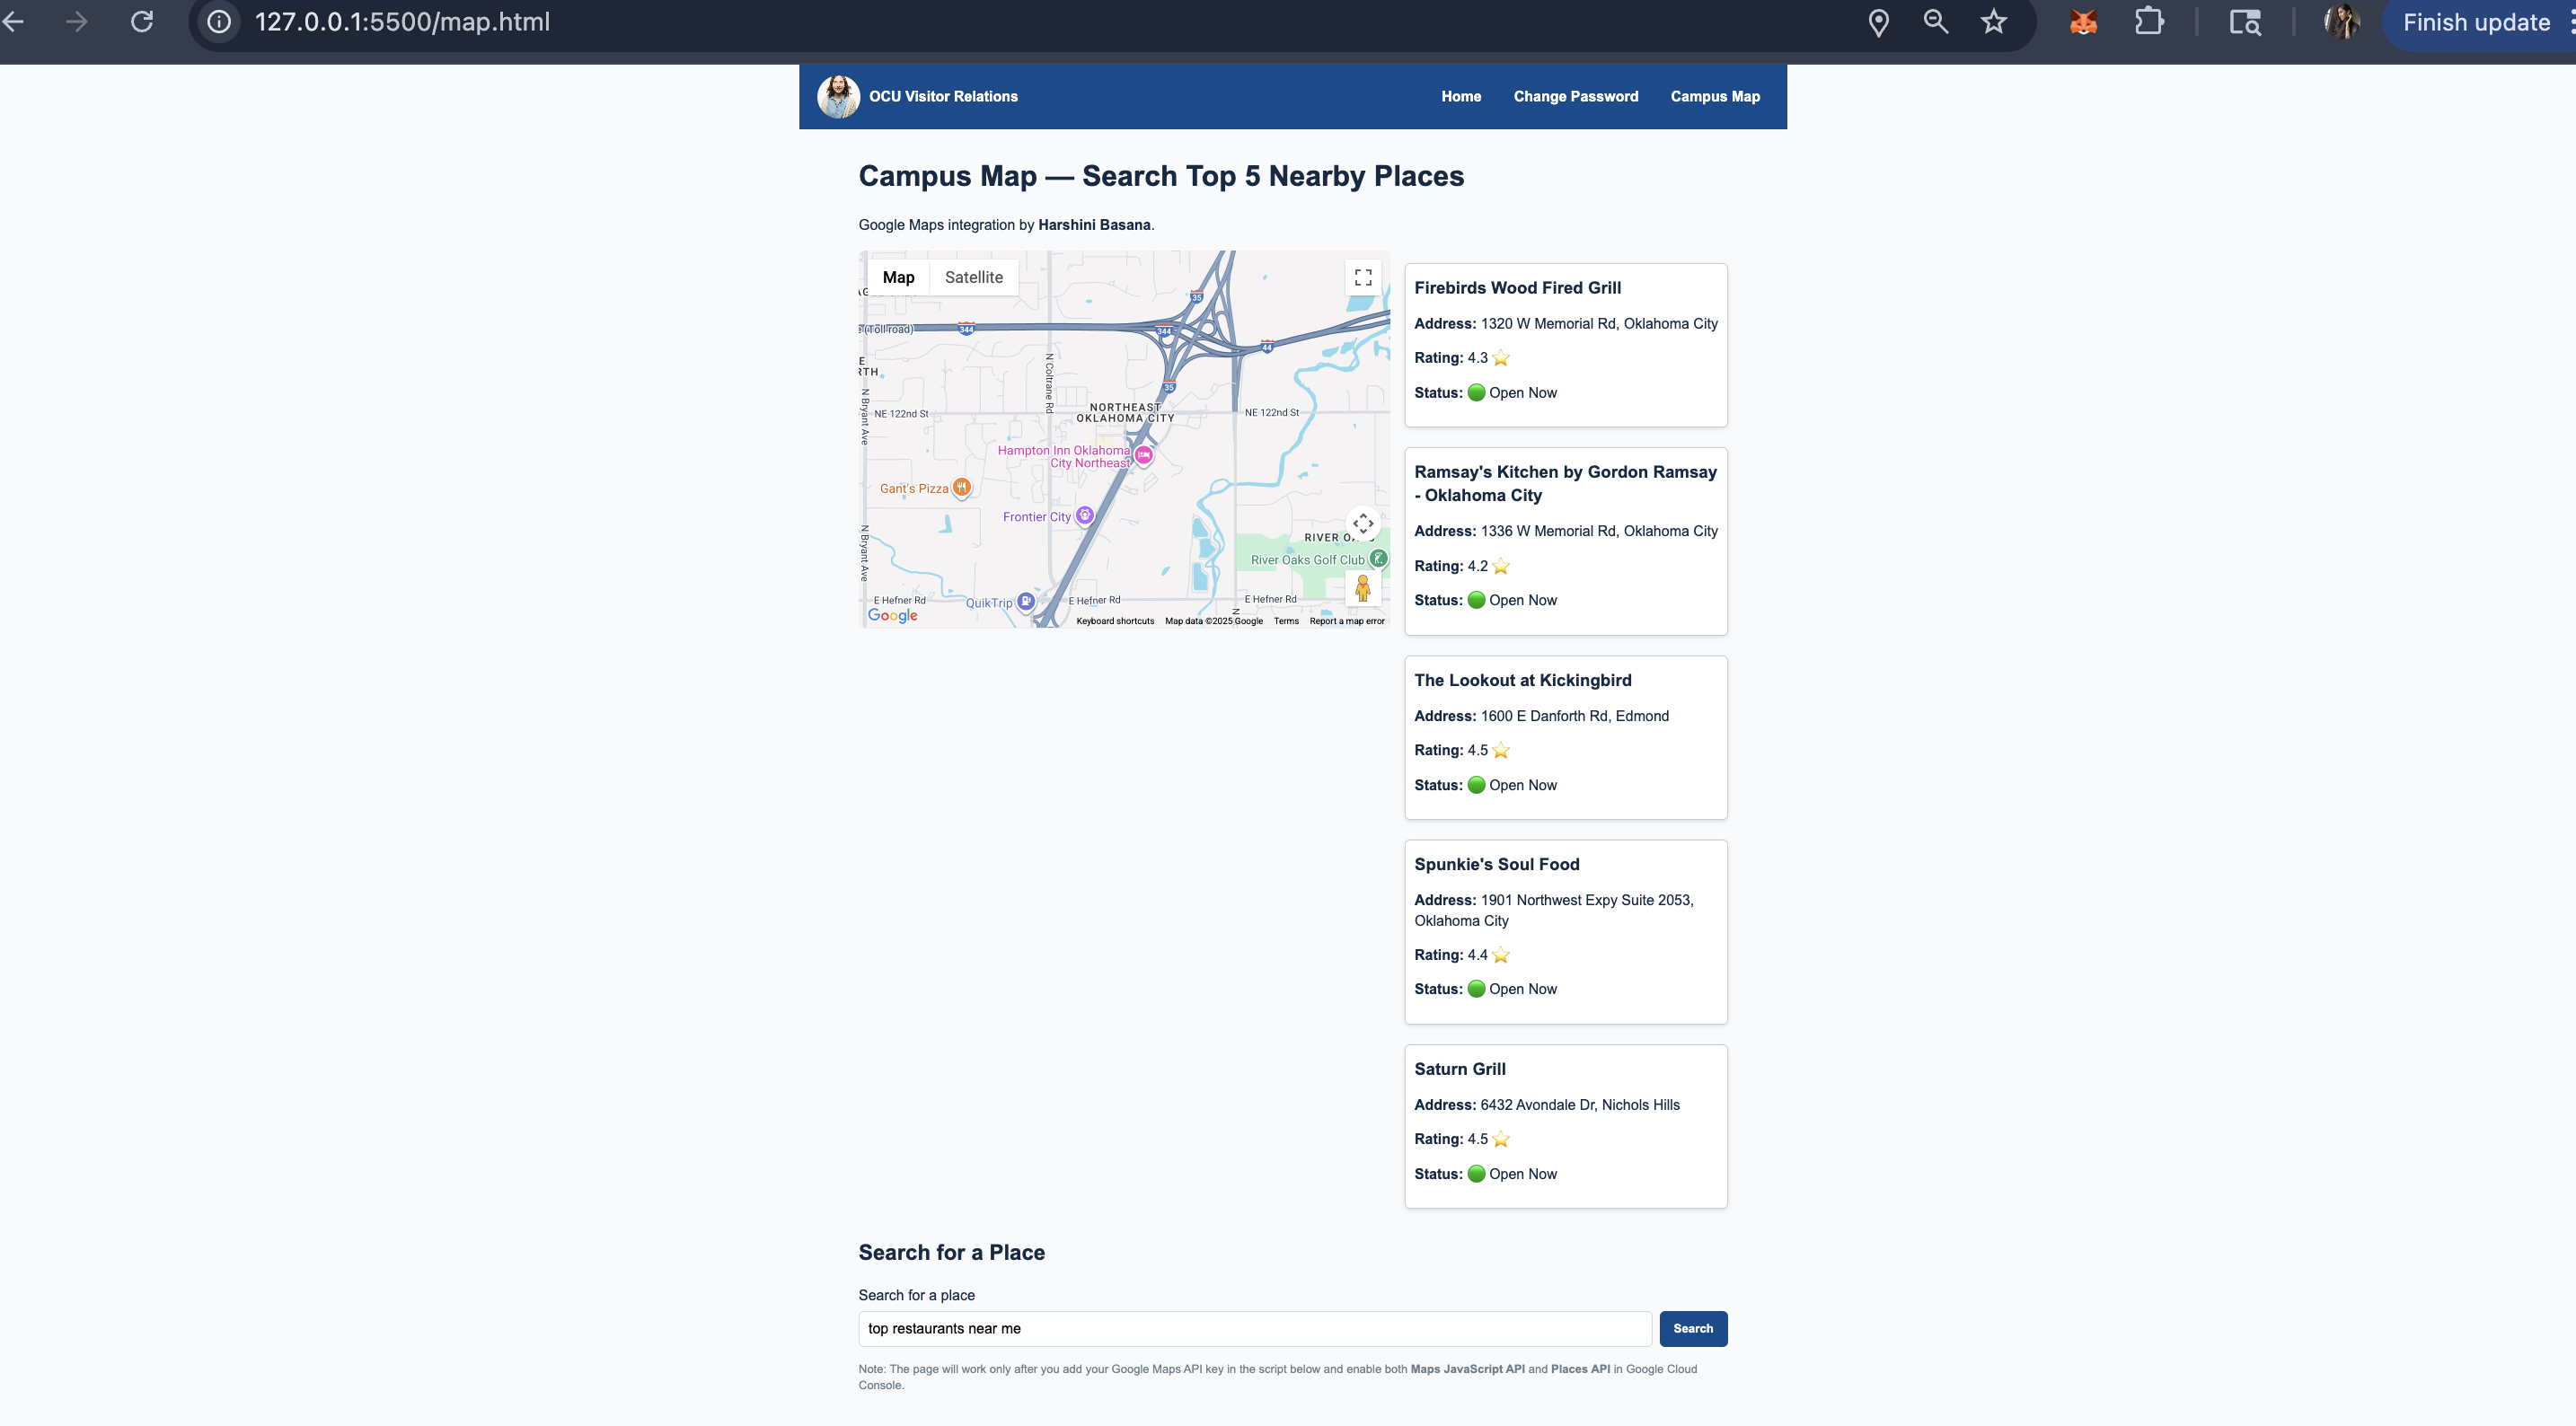 127.0.0.1:5500/map.html
Finish update
OCU Visitor Relations
Home
Change Password
Campus Map
Campus Map — Search Top 5 Nearby Places
Google Maps integration by Harshini Basana.
Map
Satellite
35
(Toll road)
344
344
44
E
RTH
N Coltrane Rd
35
N Bryant Ave
NE 122nd St
NORTHEAST
OKLAHOMA CITY
NE 122nd St
Hampton Inn Oklahoma
City Northeast
Gant's Pizza
Frontier City
N Bryant Ave
River Oaks Golf Club
E Hefner Rd
QuikTrip
E Hefner Rd
E Hefner Rd
N
Google
Keyboard shortcuts
Map data ©2025 Google
Terms
Report a map error
Firebirds Wood Fired Grill
Address: 1320 W Memorial Rd, Oklahoma City
Rating: 4.3 ⭐
Status: 🟢 Open Now
Ramsay's Kitchen by Gordon Ramsay
- Oklahoma City
Address: 1336 W Memorial Rd, Oklahoma City
Rating: 4.2 ⭐
Status: 🟢 Open Now
The Lookout at Kickingbird
Address: 1600 E Danforth Rd, Edmond
Rating: 4.5 ⭐
Status: 🟢 Open Now
Spunkie's Soul Food
Address: 1901 Northwest Expy Suite 2053,
Oklahoma City
Rating: 4.4 ⭐
Status: 🟢 Open Now
Saturn Grill
Address: 6432 Avondale Dr, Nichols Hills
Rating: 4.5 ⭐
Status: 🟢 Open Now
Search for a Place
Search for a place
top restaurants near me
Search
Note: The page will work only after you add your Google Maps API key in the script below and enable both Maps JavaScript API and Places API in Google Cloud
Console.